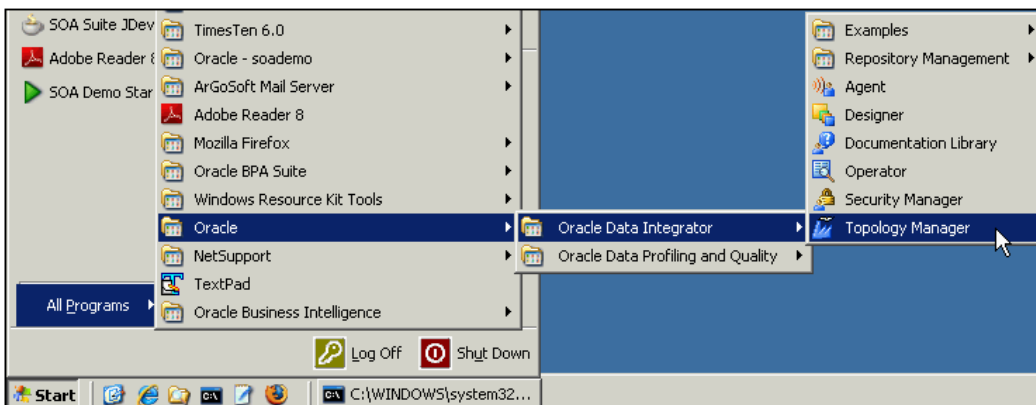 SOA Suite JDev
Adobe Reader 8
SOA Demo Star
All Programs
TimesTen 6.0
Oracle - soademo
ArGoSoft Mail Server
Adobe Reader 8
Mozilla Firefox
Oracle BPA Suite
Windows Resource Kit Tools
Oracle
NetSupport
TextPad
Oracle Business Intelligence
Oracle Data Integrator
Oracle Data Profiling and Quality
Examples
Repository Management
Agent
Designer
Documentation Library
Operator
Security Manager
Topology Manager
Log Off
Shut Down
Start
C:\WINDOWS\system32...